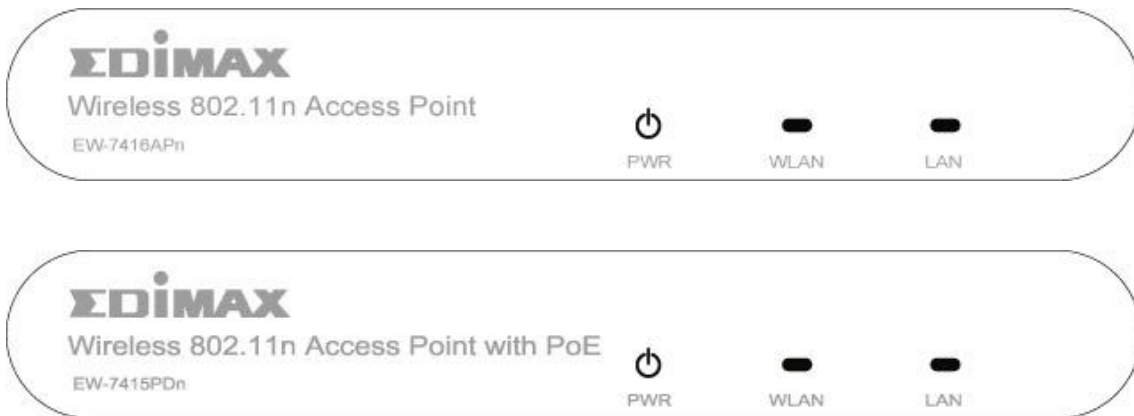 EDiMAX
Wireless 802.11n Access Point
EW-7416APn
PWR WLAN LAN
EDiMAX
Wireless 802.11n Access Point with PoE
EW-7415PDn
PWR WLAN LAN